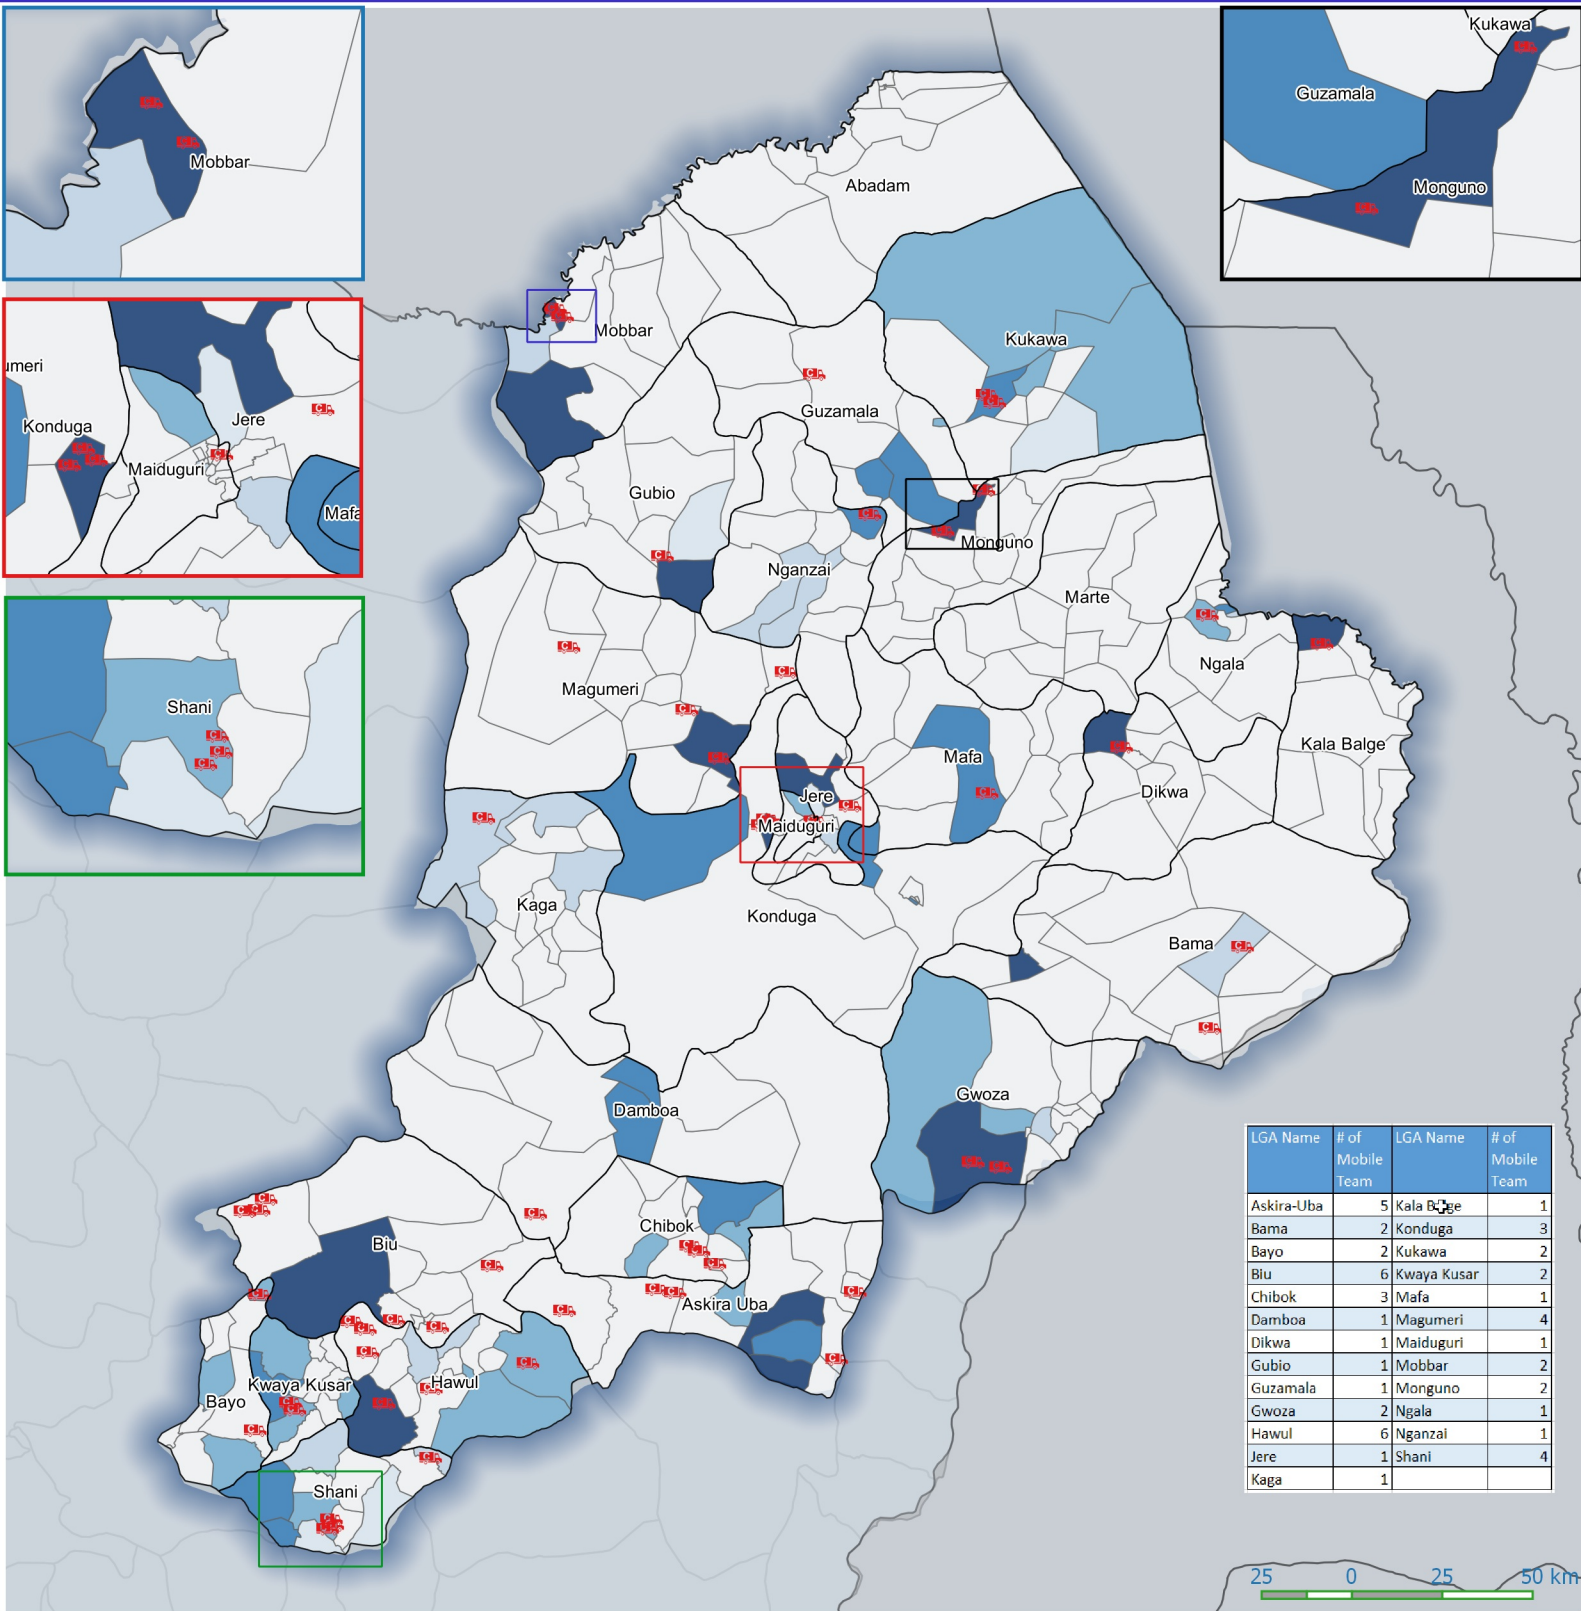 Mobbar
Kukawa
Guzamala
Monguno
Konduga
Jere
Maiduguri
Shani
Abadam
Mobbar
Kukawa
Guzamala
Gubio
Monguno
Nganzai
Marte
Ngala
Magumeri
Kala Balge
Mafa
Dikwa
Jere
Maiduguri
Kaga
Konduga
Bama
Gwoza
Damboa
Chibok
Biu
Askira Uba
Kwaya Kusar
Hawul
Bayo
Shani
LGA Name # of Mobile Team LGA Name # of Mobile Team
Askira-Uba 5 Kala 1
Bama 2 Konduga 3
Bayo 2 Kukawa 2
Biu 6 Kwaya Kusar 2
Chibok 3 Mafa 1
Damboa 1 Magumeri 4
Dikwa 1 Maiduguri 1
Gubio 1 Mobbar 2
Guzamala 1 Monguno 2
Gwoza 2 Ngala 1
Hawul 6 Nganzai 1
Jere 1 Shani 4
Kaga 1
25 0 25 50 km